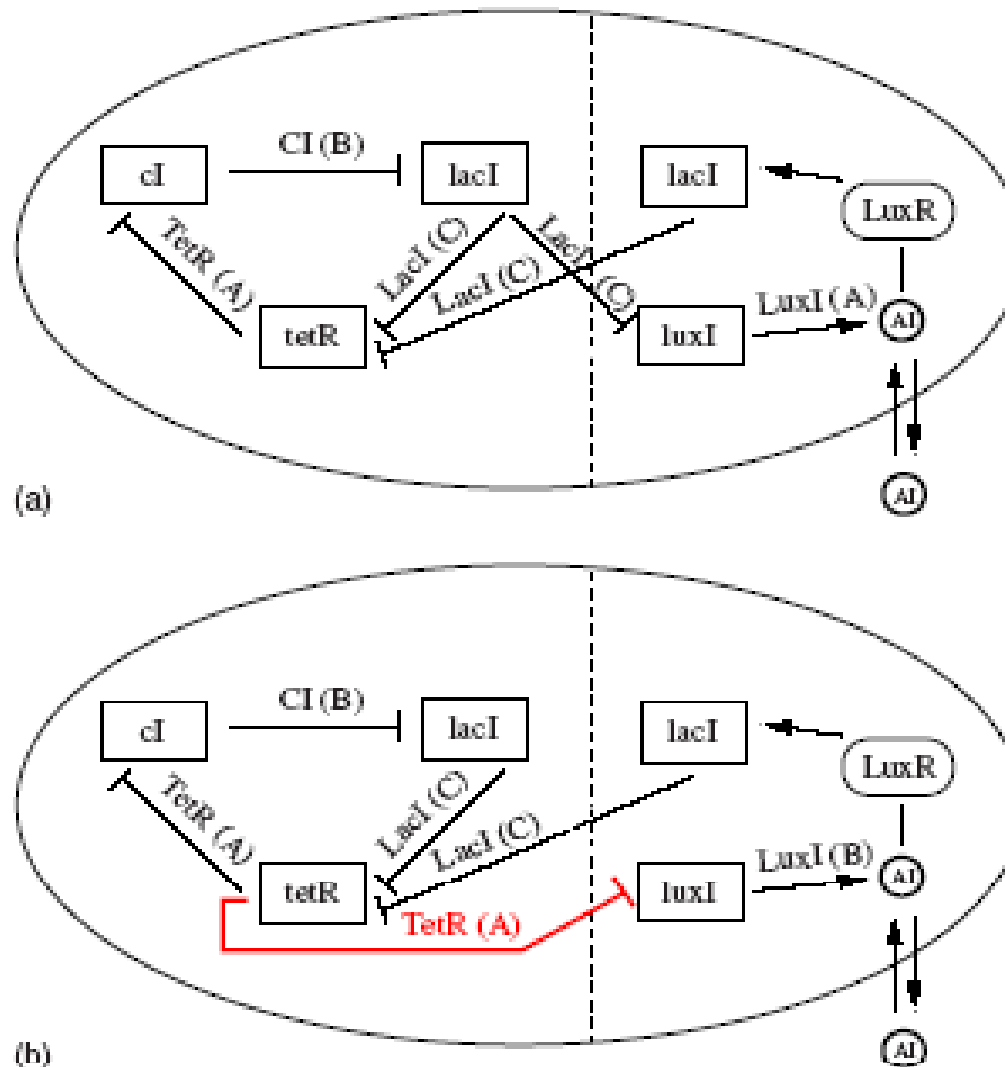 CI (B)
cI
lacI
lacI
LuxR
TetR (A)
LacI (C)
LacI (C)
LacI (C)
LuxI (A)
tetR
luxI
AI
AI
(a)
CI (B)
cI
lacI
lacI
LuxR
TetR (A)
LacI (C)
LacI (C)
LuxI (B)
tetR
luxI
AI
TetR (A)
AI
(b)